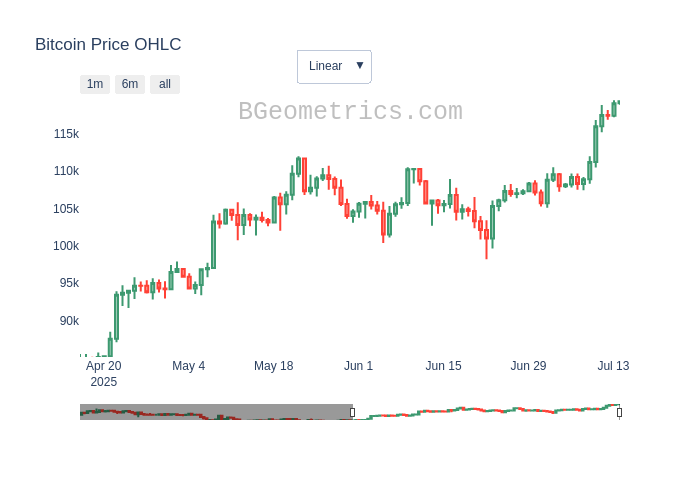 Bitcoin Price OHLC
Linear ▼
1m 6m all
BGeometrics.com
115k
110k
105k
100k
95k
90k
Apr 20 May 4 May 18 Jun 1 Jun 15 Jun 29 Jul 13
2025